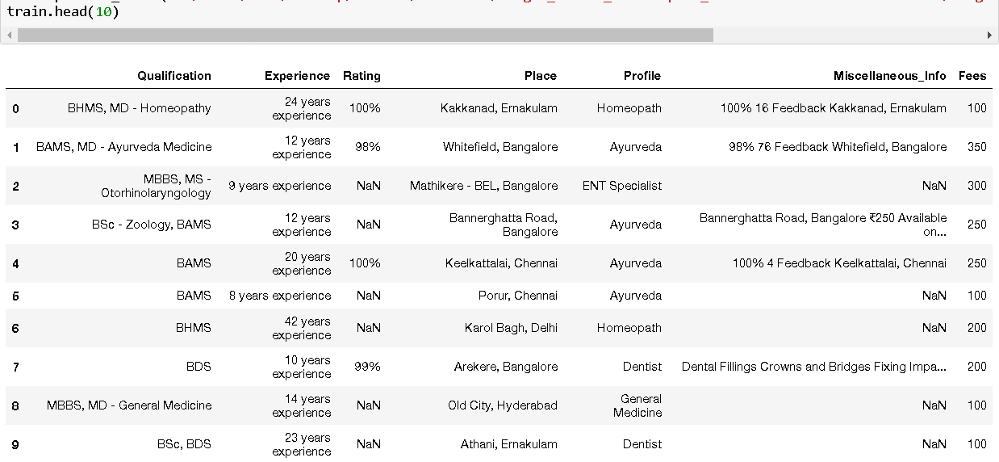 train.head(10)
Qualification Experience Rating Place Profile Miscellaneous_Info Fees
0 BHMS, MD - Homeopathy 24 years experience 100% Kakkanad, Ernakulam Homeopath 100% 16 Feedback Kakkanad, Ernakulam 100
1 BAMS, MD - Ayurveda Medicine 12 years experience 98% Whitefield, Bangalore Ayurveda 98% 76 Feedback Whitefield, Bangalore 350
2 MBBS, MS - Otorhinolaryngology 9 years experience NaN Mathikere - BEL, Bangalore ENT Specialist NaN 300
3 BSc - Zoology, BAMS 12 years experience NaN Bannerghatta Road, Bangalore Ayurveda Bannerghatta Road, Bangalore ₹250 Available on... 250
4 BAMS 20 years experience 100% Keelkattalai, Chennai Ayurveda 100% 4 Feedback Keelkattalai, Chennai 250
5 BAMS 8 years experience NaN Porur, Chennai Ayurveda NaN 100
6 BHMS 42 years experience NaN Karol Bagh, Delhi Homeopath NaN 200
7 BDS 10 years experience 99% Arekere, Bangalore Dentist Dental Fillings Crowns and Bridges Fixing Impa... 200
8 MBBS, MD - General Medicine 14 years experience NaN Old City, Hyderabad General Medicine NaN 100
9 BSc, BDS 23 years experience NaN Athani, Ernakulam Dentist NaN 100